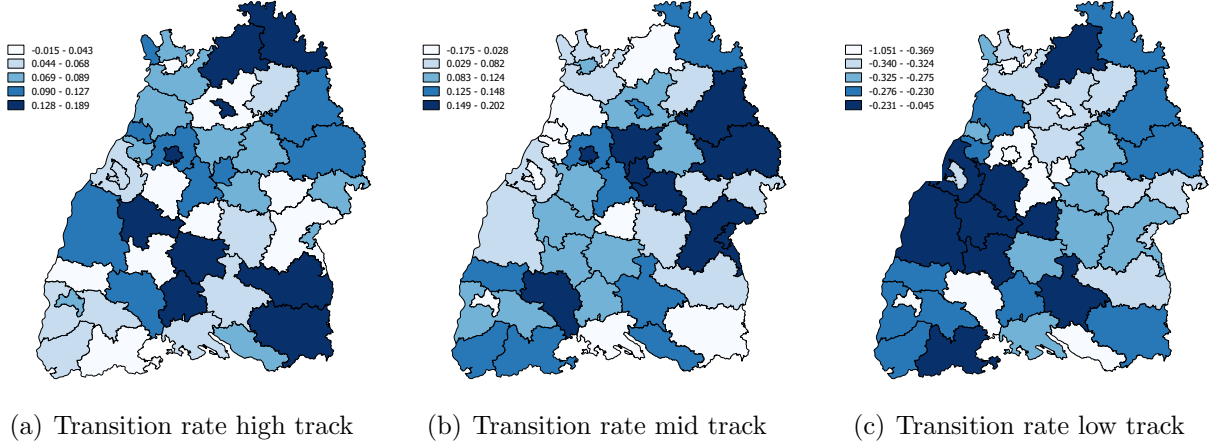 -0.015 - 0.043
0.044 - 0.068
0.069 - 0.089
0.090 - 0.127
0.128 - 0.189
-0.175 - 0.028
0.029 - 0.082
0.083 - 0.124
0.125 - 0.148
0.149 - 0.202
-1.051 - -0.369
-0.340 - -0.324
-0.325 - -0.275
-0.276 - -0.230
-0.231 - -0.045
(a) Transition rate high track
(b) Transition rate mid track
(c) Transition rate low track